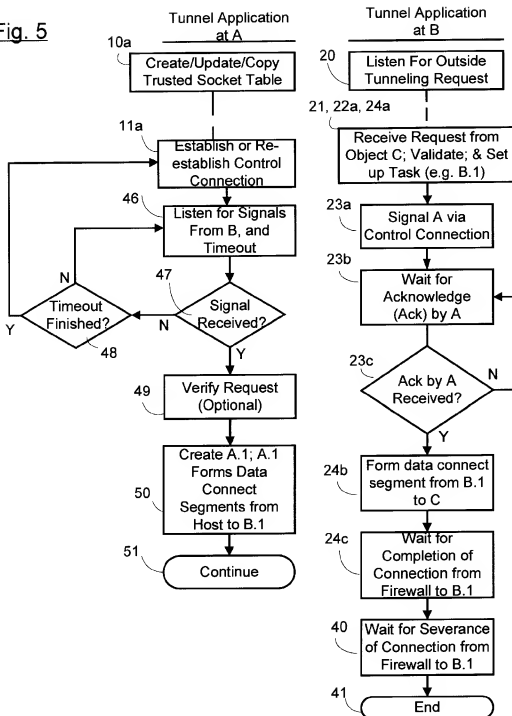 Fig. 5
Tunnel Application
at A
10a
Create/Update/Copy
Trusted Socket Table
11a
Establish or Re-
establish Control
Connection
46
Listen for Signals
From B, and
Timeout
N
47
Timeout
Finished?
Y
48
N
Signal
Received?
Y
49
Verify Request
(Optional)
50
Create A.1; A.1
Forms Data
Connect
Segments from
Host to B.1
51
Continue
Tunnel Application
at B
20
Listen For Outside
Tunneling Request
21, 22a, 24a
Receive Request from
Object C; Validate; & Set
up Task (e.g. B.1)
23a
Signal A via
Control Connection
23b
Wait for
Acknowledge
(Ack) by A
23c
Ack by A
Received?
N
Y
24b
Form data connect
segment from B.1
to C
24c
Wait for
Completion of
Connection from
Firewall to B.1
40
Wait for Severance
of Connection from
Firewall to B.1
41
End